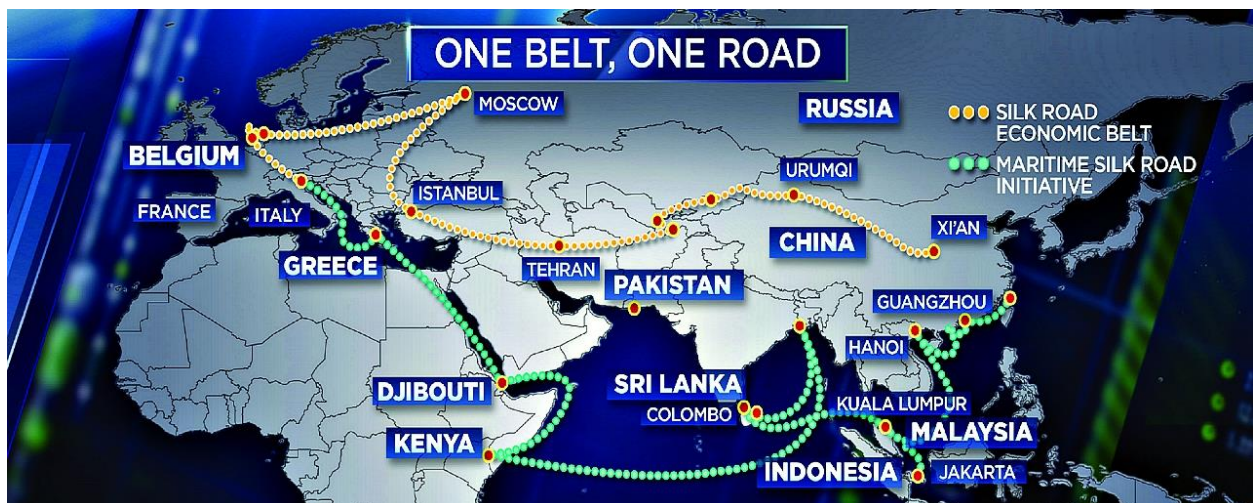 ONE BELT, ONE ROAD
MOSCOW
RUSSIA
SILK ROAD
ECONOMIC BELT
MARITIME SILK ROAD
INITIATIVE
BELGIUM
URUMQI
ISTANBUL
FRANCE
ITALY
XI'AN
CHINA
GREECE
TEHRAN
PAKISTAN
GUANGZHOU
HANOI
SRI LANKA
DJIBOUTI
COLOMBO
KUALA LUMPUR
KENYA
MALAYSIA
INDONESIA
JAKARTA